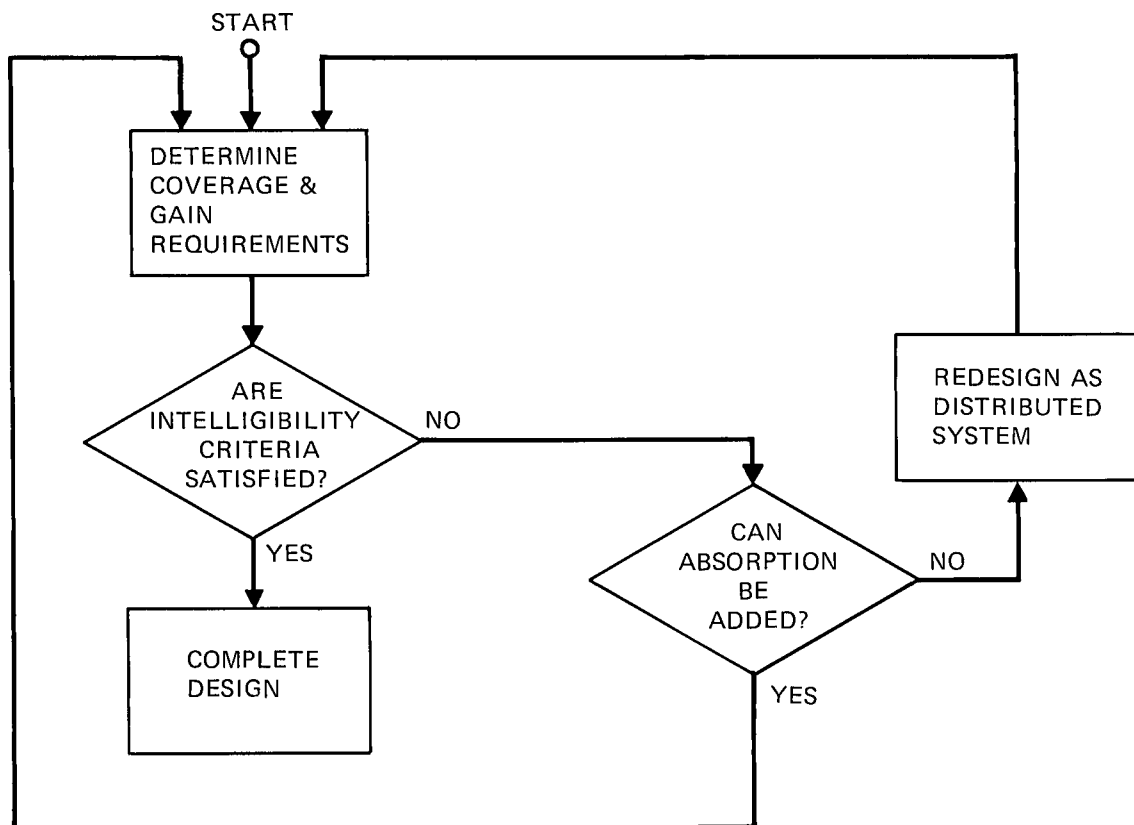 START
DETERMINE
COVERAGE &
GAIN
REQUIREMENTS
ARE
INTELLIGIBILITY
CRITERIA
SATISFIED?
NO
YES
COMPLETE
DESIGN
CAN
ABSORPTION
BE
ADDED?
NO
YES
REDESIGN AS
DISTRIBUTED
SYSTEM